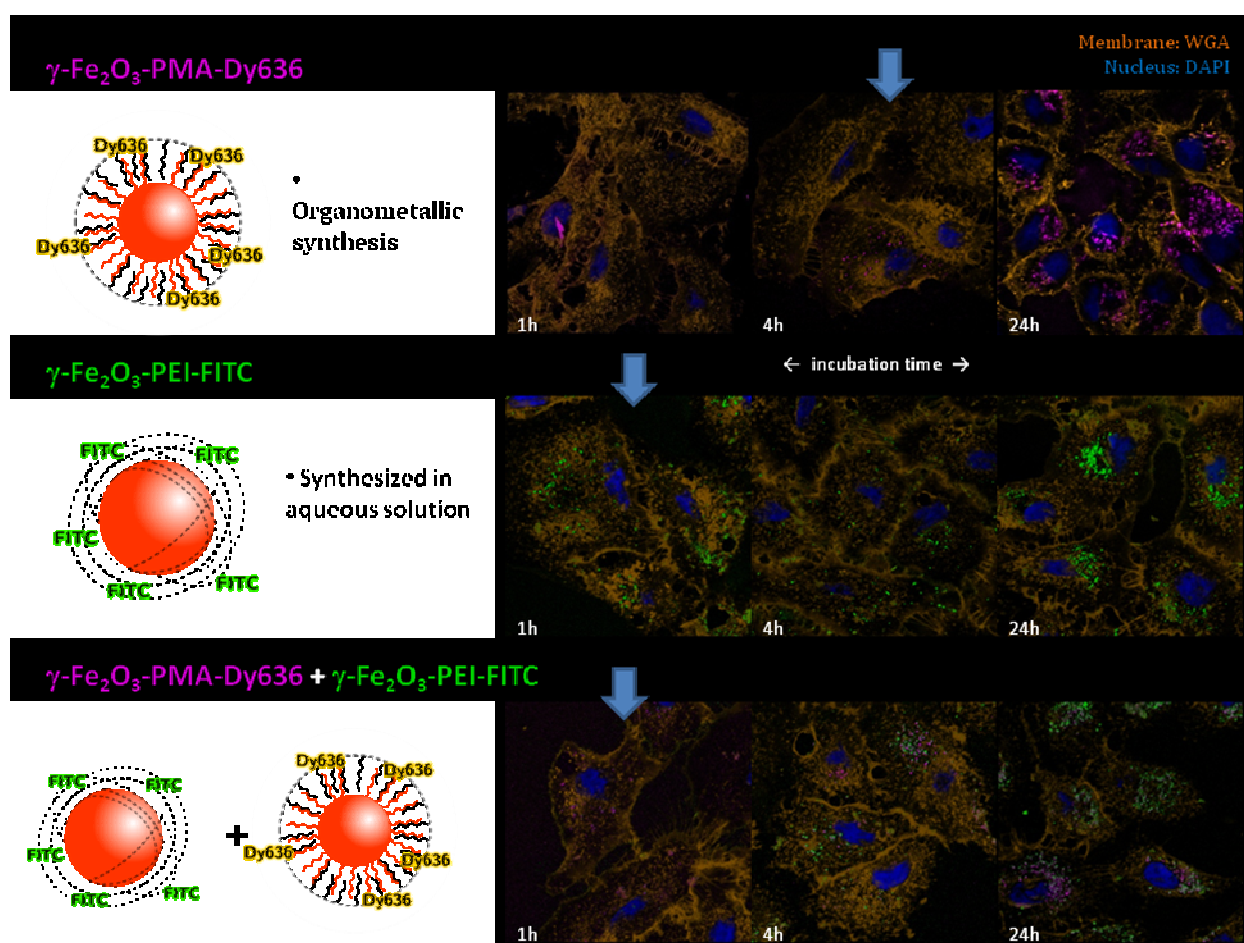 γ-Fe₂O₃-PMA-Dy636
Membrane: WGA
Nucleus: DAPI
Dy636
Dy636
Dy636
Dy636
Dy636
•
Organometallic
synthesis
1h
4h
24h
γ-Fe₂O₃-PEI-FITC
← incubation time →
FITC
FITC
FITC
FITC
FITC
• Synthesized in
aqueous solution
1h
4h
24h
γ-Fe₂O₃-PMA-Dy636 + γ-Fe₂O₃-PEI-FITC
FITC
FITC
FITC
FITC
FITC
+
Dy636
Dy636
Dy636
Dy636
Dy636
1h
4h
24h